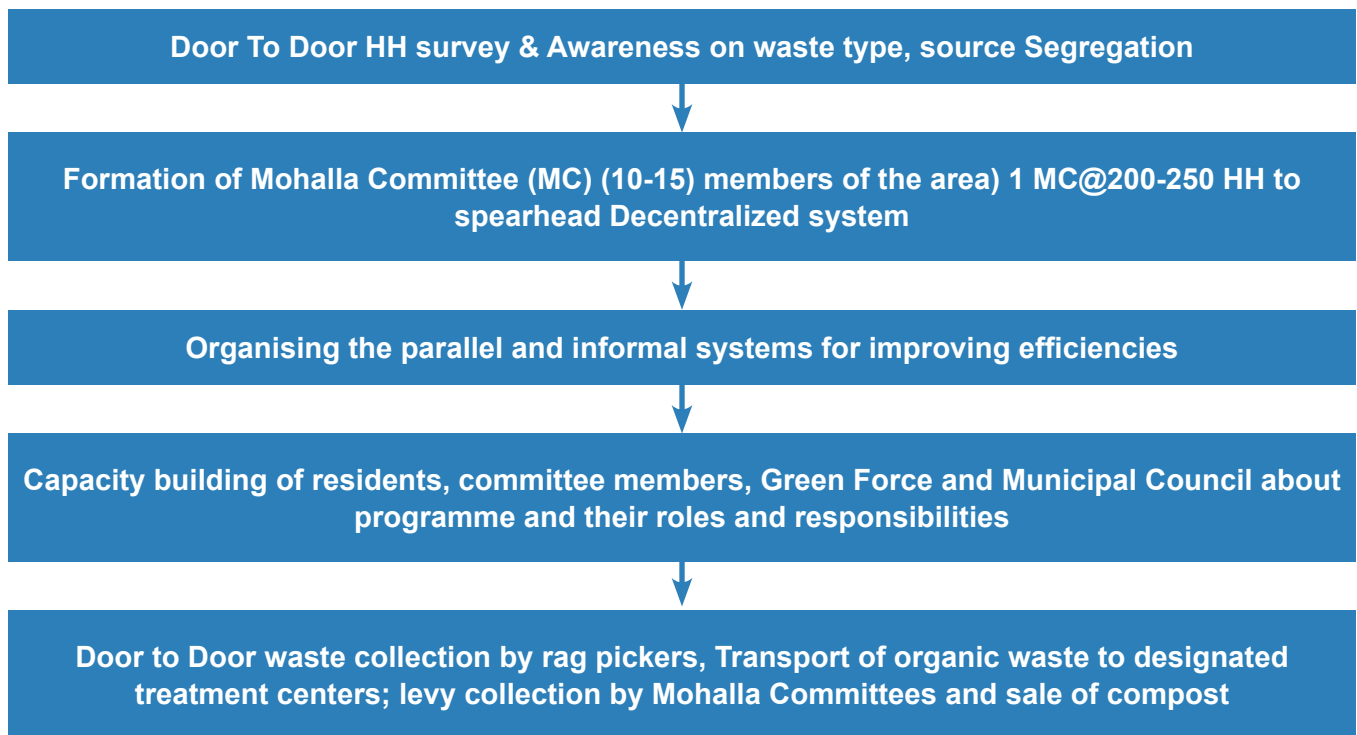 Door To Door HH survey & Awareness on waste type, source Segregation
Formation of Mohalla Committee (MC) (10-15) members of the area) 1 MC@200-250 HH to
spearhead Decentralized system
Organising the parallel and informal systems for improving efficiencies
Capacity building of residents, committee members, Green Force and Municipal Council about
programme and their roles and responsibilities
Door to Door waste collection by rag pickers, Transport of organic waste to designated
treatment centers; levy collection by Mohalla Committees and sale of compost